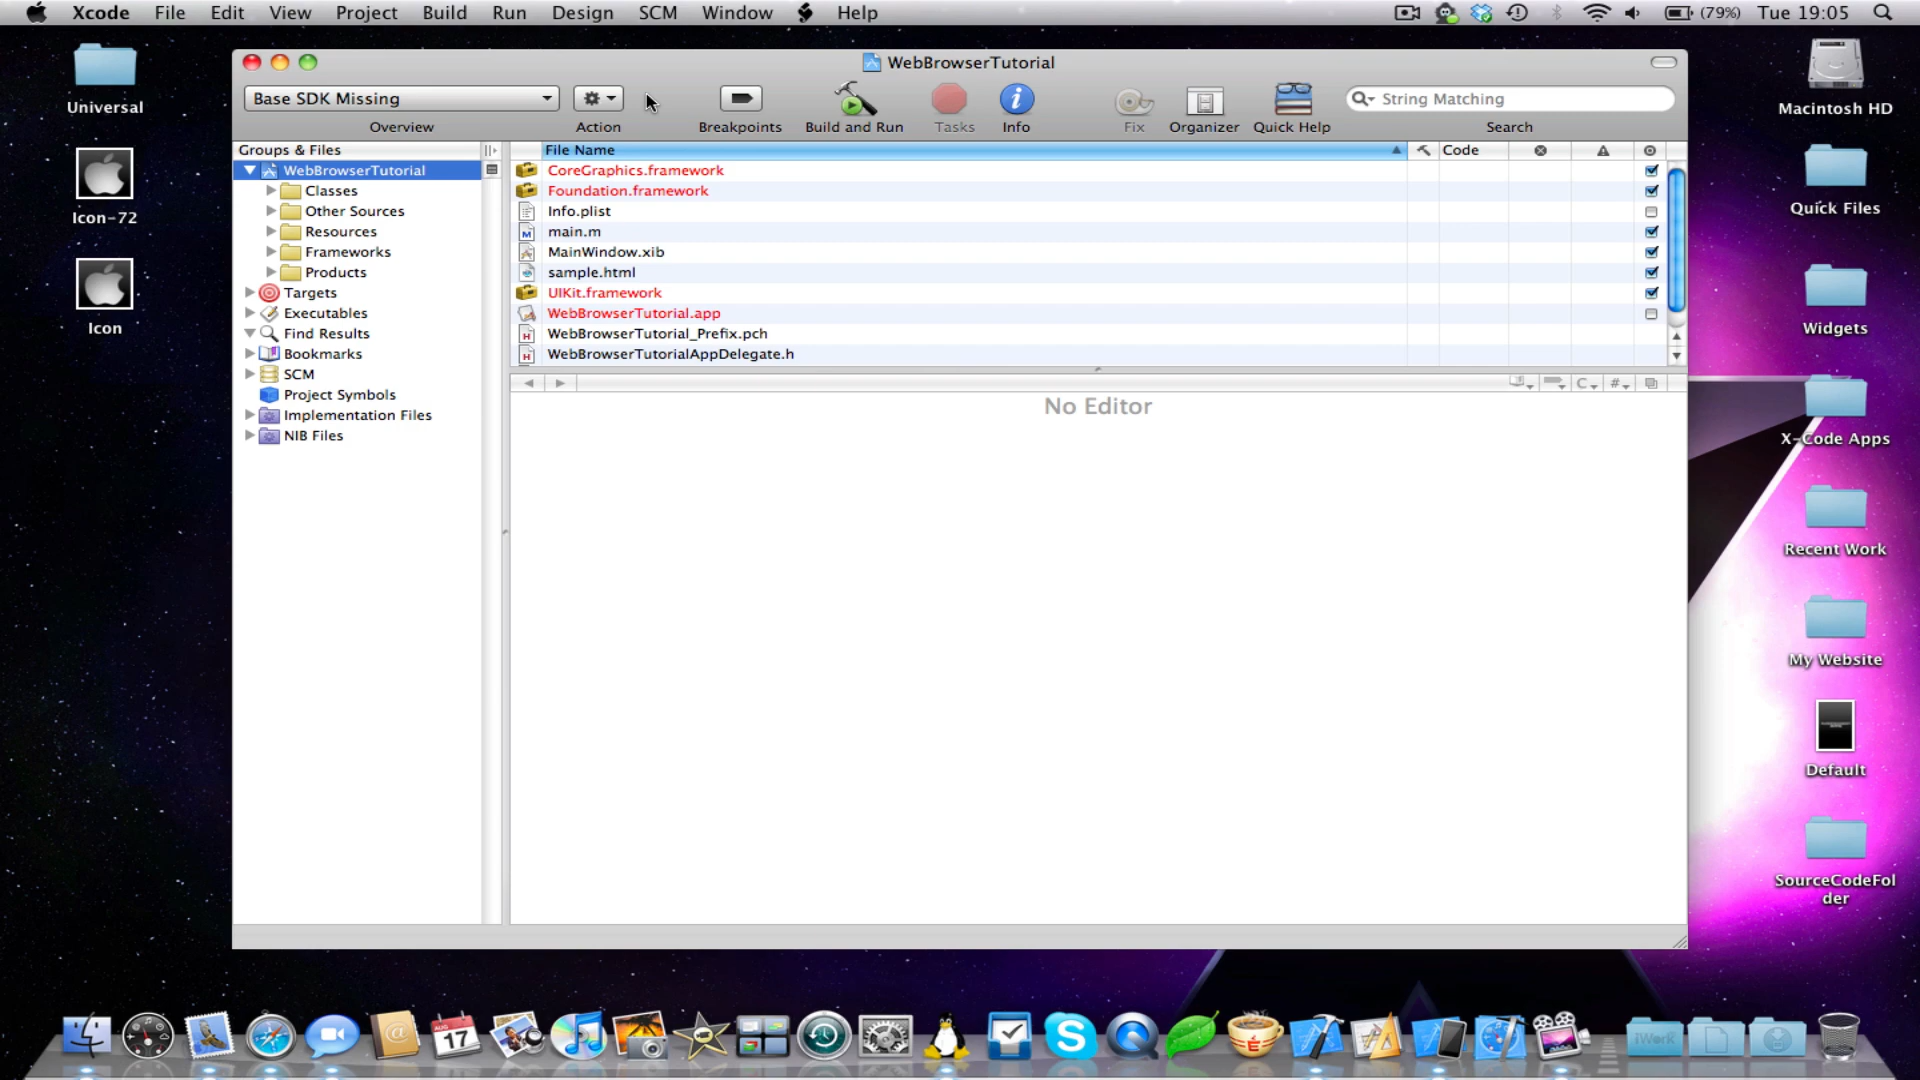 Xcode File Edit View Project Build Run Design SCM Window Help (79%) Tue 19:05
WebBrowserTutorial
Base SDK Missing
String Matching
Overview Action Breakpoints Build and Run Tasks Info Fix Organizer Quick Help Search
Groups & Files
WebBrowserTutorial
Classes
Other Sources
Resources
Frameworks
Products
Targets
Executables
Find Results
Bookmarks
SCM
Project Symbols
Implementation Files
NIB Files
File Name Code
CoreGraphics.framework
Foundation.framework
Info.plist
main.m
MainWindow.xib
sample.html
UIKit.framework
WebBrowserTutorial.app
WebBrowserTutorial_Prefix.pch
WebBrowserTutorialAppDelegate.h
C #
No Editor
Universal
Icon-72
Icon
Macintosh HD
Quick Files
Widgets
X-Code Apps
Recent Work
My Website
Default
SourceCodeFol
der
AUG
17
iWork